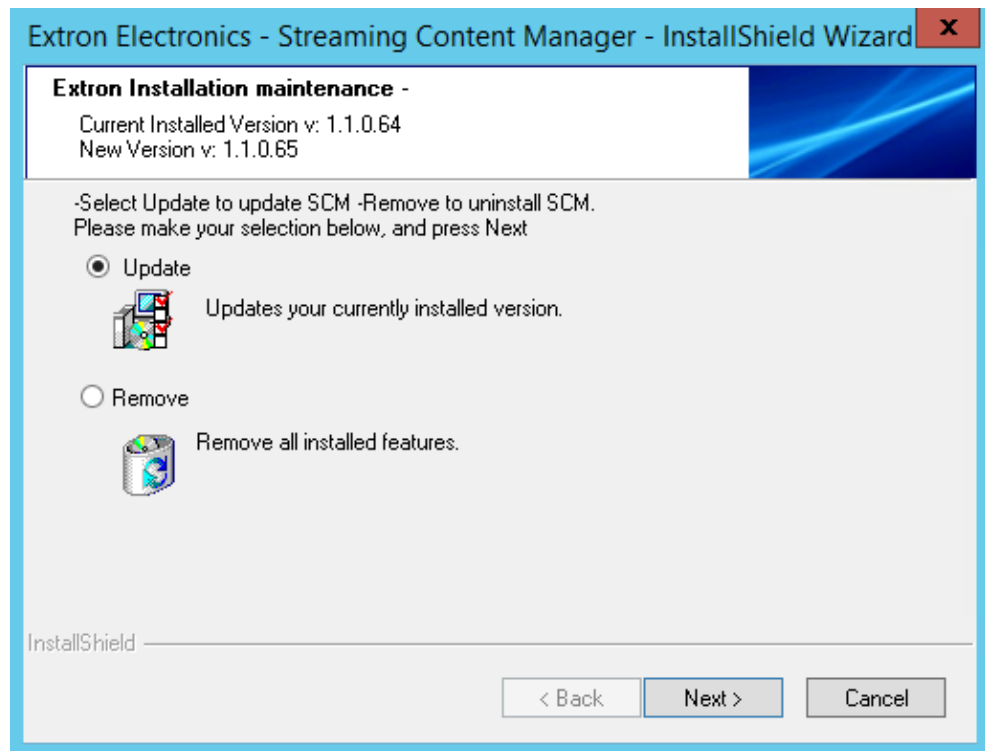 Extron Electronics - Streaming Content Manager - InstallShield Wizard
x
Extron Installation maintenance -
Current Installed Version v: 1.1.0.64
New Version v: 1.1.0.65
-Select Update to update SCM -Remove to uninstall SCM.
Please make your selection below, and press Next
Update
Updates your currently installed version.
Remove
Remove all installed features.
InstallShield
< Back
Next >
Cancel